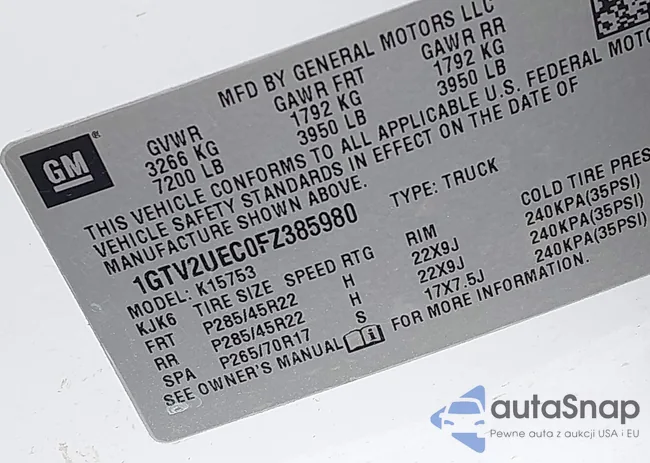 MFD BY GENERAL MOTORS LLC
GVWR GAWR FRT GAWR RR
3266 KG 1792 KG 1792 KG
7200 LB 3950 LB 3950 LB
GM®
THIS VEHICLE CONFORMS TO ALL APPLICABLE U.S. FEDERAL MOTO
VEHICLE SAFETY STANDARDS IN EFFECT ON THE DATE OF
MANUFACTURE SHOWN ABOVE.
1GTV2UEC0FZ385980 TYPE: TRUCK
MODEL: K15753
KJK6 TIRE SIZE SPEED RTG RIM COLD TIRE PRES
FRT P285/45R22 H 22X9J 240KPA(35PSI)
RR P285/45R22 H 22X9J 240KPA(35PSI)
SPA P265/70R17 S 17X7.5J 240KPA(35PSI)
SEE OWNER'S MANUAL FOR MORE INFORMATION.
autaSnap
Pewne auta z aukcji USA i EU